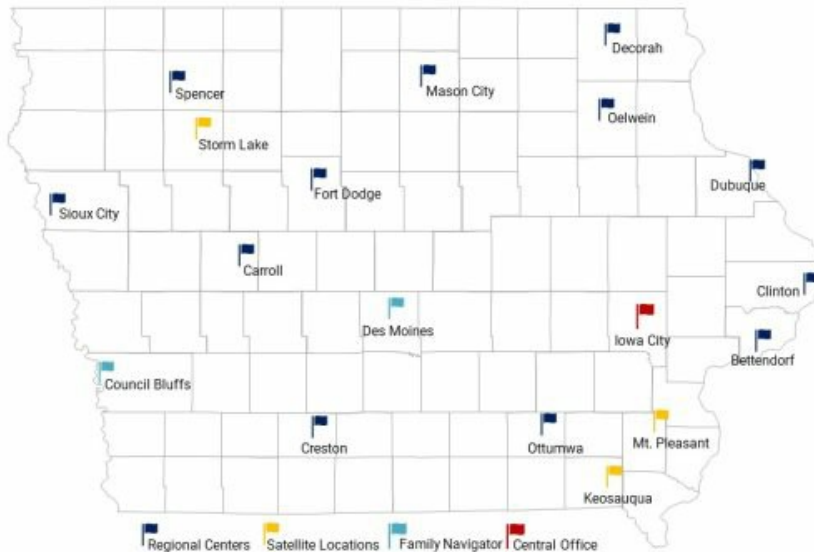 Decorah
Spencer
Mason City
Oelwein
Storm Lake
Dubuque
Fort Dodge
Sioux City
Carroll
Clinton
Des Moines
Iowa City
Bettendorf
Council Bluffs
Creston
Ottumwa
Mt. Pleasant
Keosauqua
Regional Centers
Satellite Locations
Family Navigator
Central Office